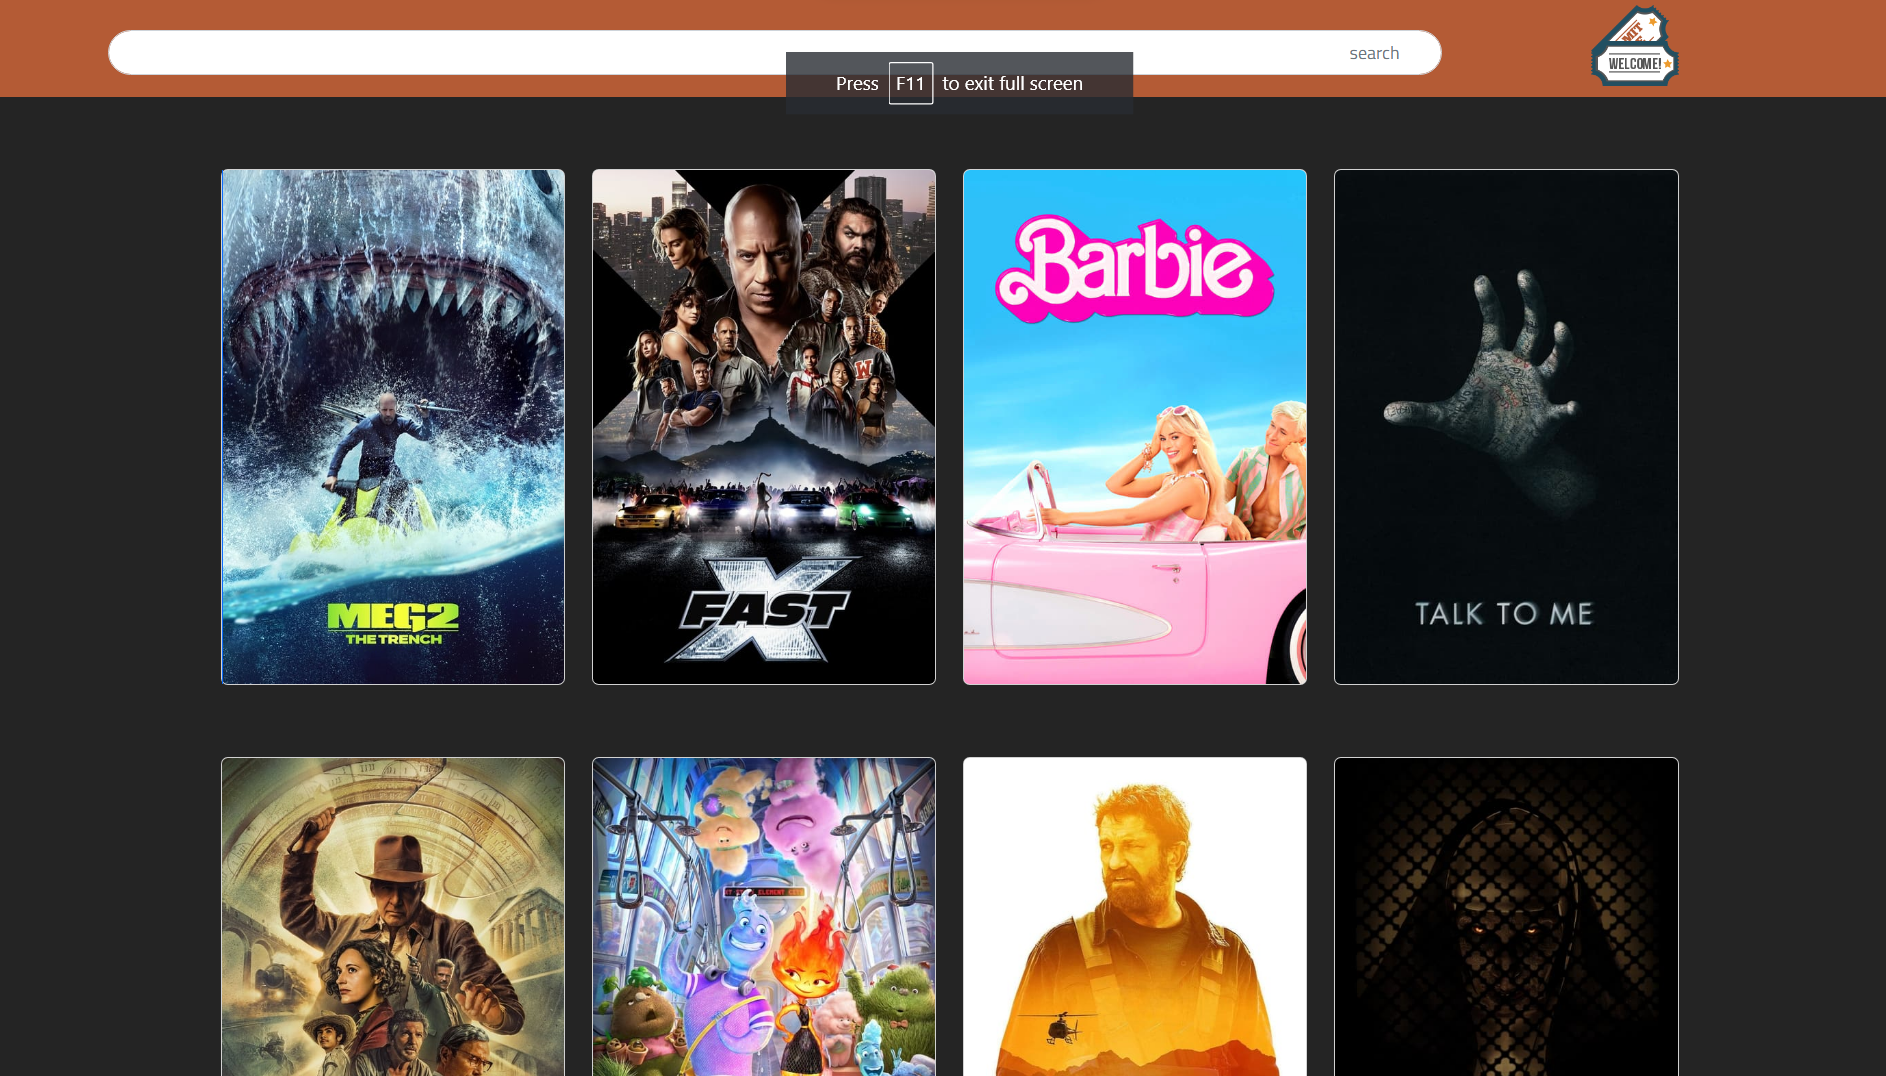 search
WELCOME!
Press F11 to exit full screen
MEG2
THE TRENCH
FAST X
Barbie
TALK TO ME